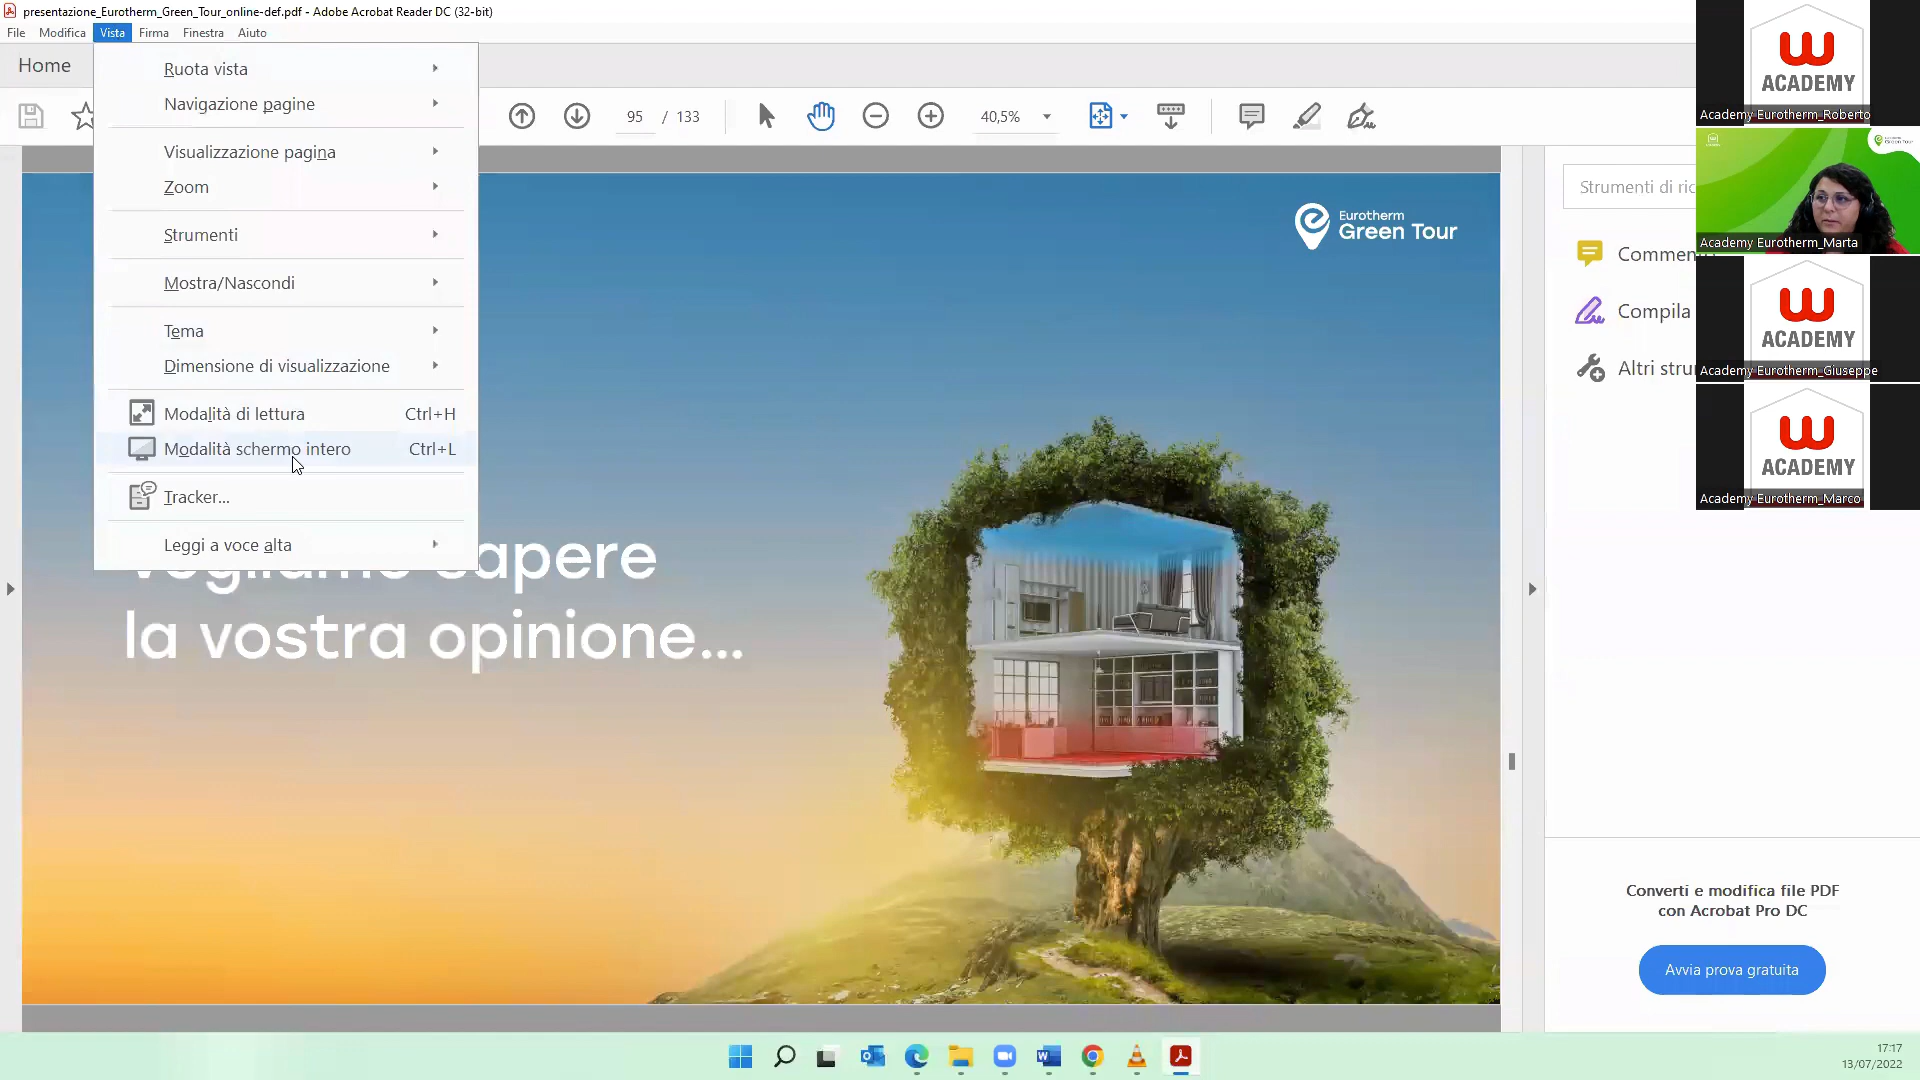 presentazione_Eurotherm_Green_Tour_online-def.pdf - Adobe Acrobat Reader DC (32-bit)
File Modifica Vista Firma Finestra Aiuto
Home
95 / 133
40,5%
Ruota vista
Navigazione pagine
Visualizzazione pagina
Zoom
Strumenti
Mostra/Nascondi
Tema
Dimensione di visualizzazione
Modalità di lettura Ctrl+H
Modalità schermo intero Ctrl+L
Tracker...
Leggi a voce alta
Eurotherm
Green Tour
Vogliamo sapere
la vostra opinione...
Strumenti di ric
Commen
Compila
Altri stru
Converti e modifica file PDF
con Acrobat Pro DC
Avvia prova gratuita
ACADEMY
Academy Eurotherm_Roberto
Green Tour
Academy Eurotherm_Marta
ACADEMY
Academy Eurotherm_Giuseppe
ACADEMY
Academy Eurotherm_Marco
17:17
13/07/2022